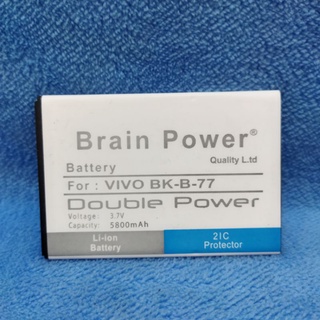 Brain Power®
Quality L.td
Battery
For : VIVO BK-B-77
Double Power
Voltage: 3.7V
Capacity: 5800mAh
Li-ion
Battery
2IC
Protector